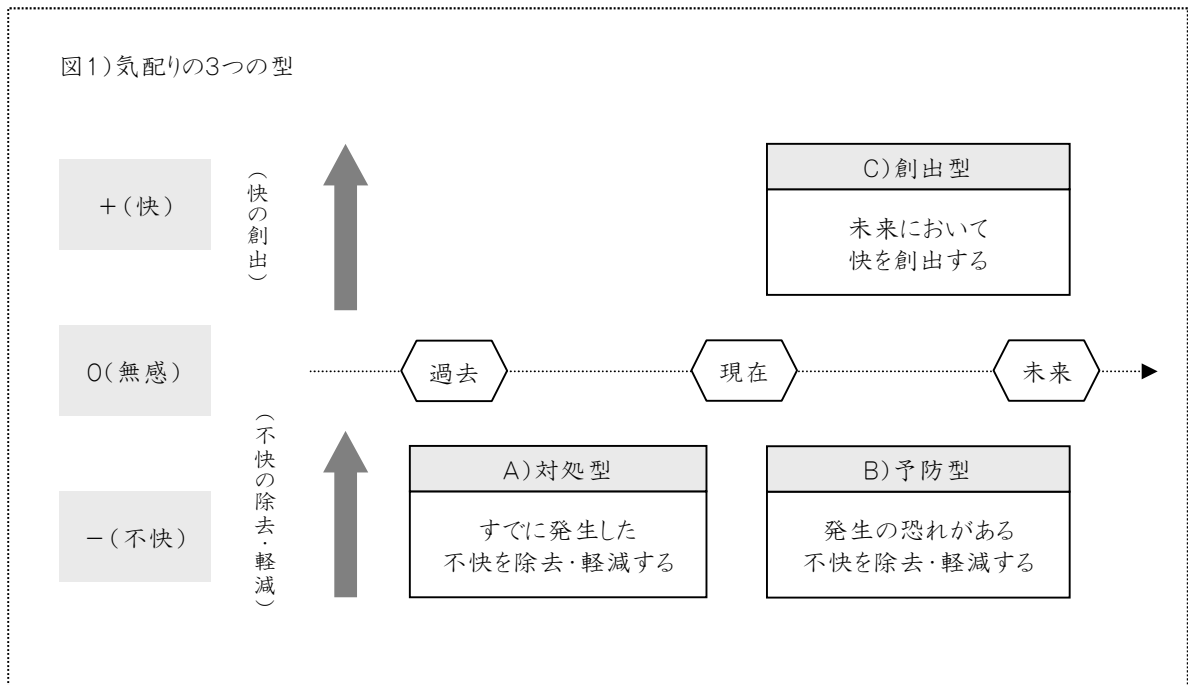 図1)気配りの3つの型
+(快)
(快の創出)
C)創出型
未来において
快を創出する
0(無感)
過去
現在
未来
-(不快)
(不快の除去・軽減)
A)対処型
すでに発生した
不快を除去・軽減する
B)予防型
発生の恐れがある
不快を除去・軽減する